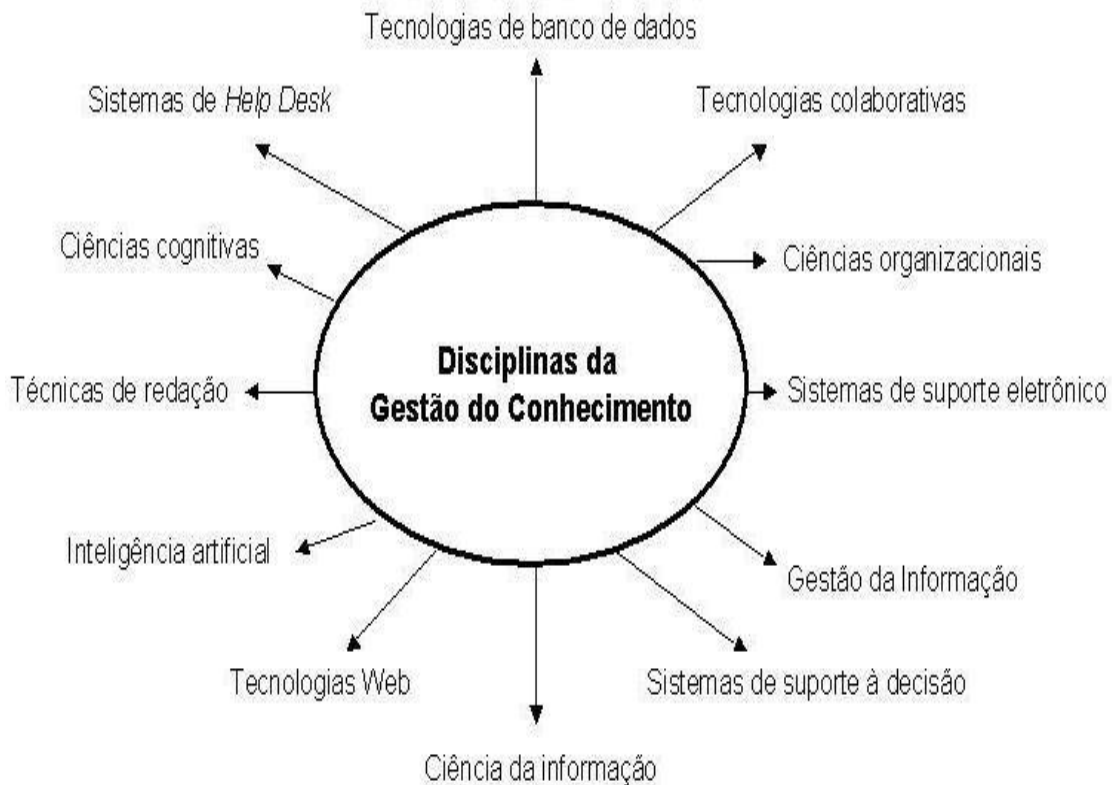 Tecnologias de banco de dados
Sistemas de Help Desk
Tecnologias colaborativas
Ciências cognitivas
Ciências organizacionais
Disciplinas da
Gestão do Conhecimento
Técnicas de redação
Sistemas de suporte eletrônico
Inteligência artificial
Gestão da Informação
Tecnologias Web
Sistemas de suporte à decisão
Ciência da informação